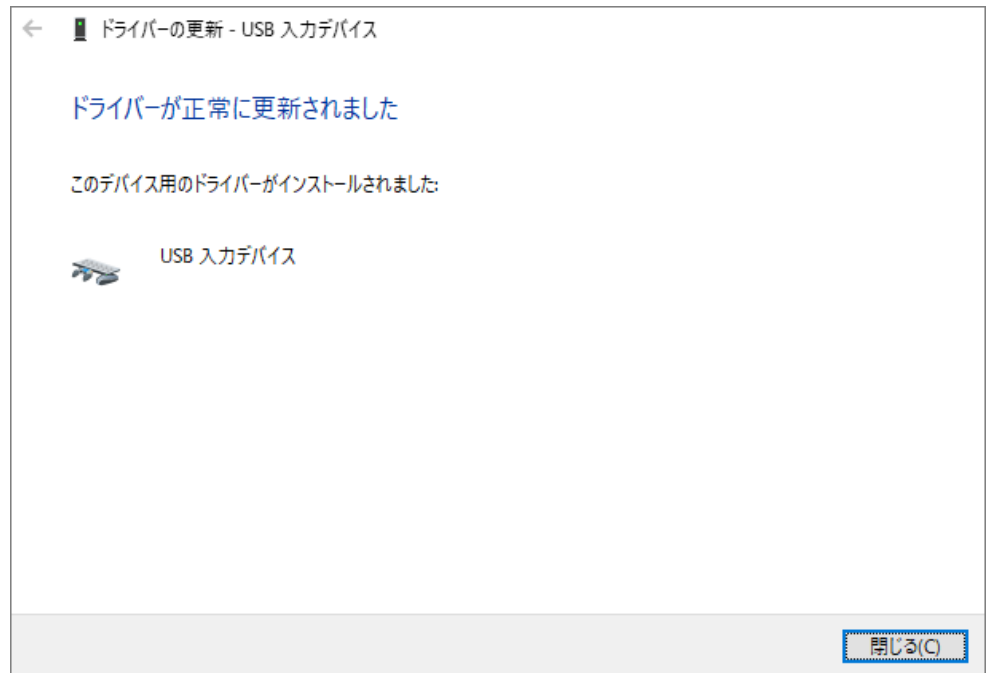 ドライバーの更新 - USB 入力デバイス
ドライバーが正常に更新されました
このデバイス用のドライバーがインストールされました:
USB 入力デバイス
閉じる(C)